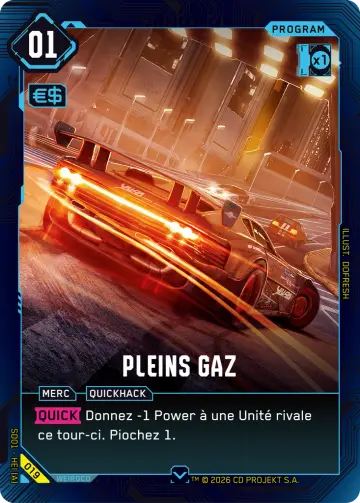 01
PROGRAM
x1
€$
PLEINS GAZ
MERC QUICKHACK
QUICK Donnez -1 Power à une Unité rivale
ce tour-ci. Piochez 1.
ILLUST. DOFRESH
019
WEIBUCD
™ © 2026 CD PROJEKT S.A.